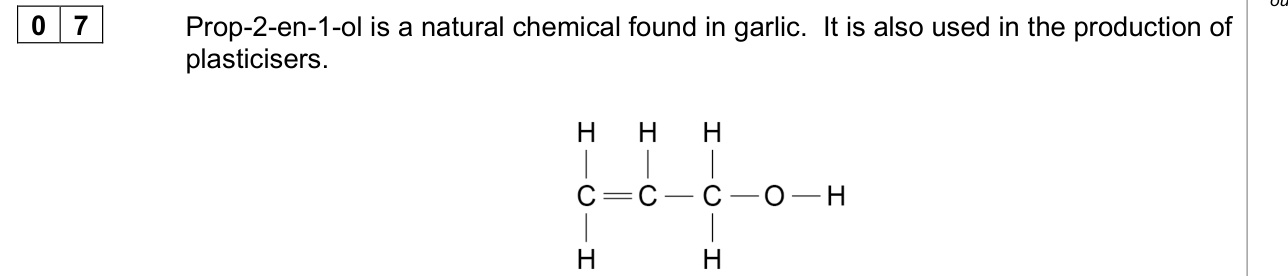 0 7 Prop-2-en-1-ol is a natural chemical found in garlic. It is also used in the production of
plasticisers.
H H H
C C C O H
H H